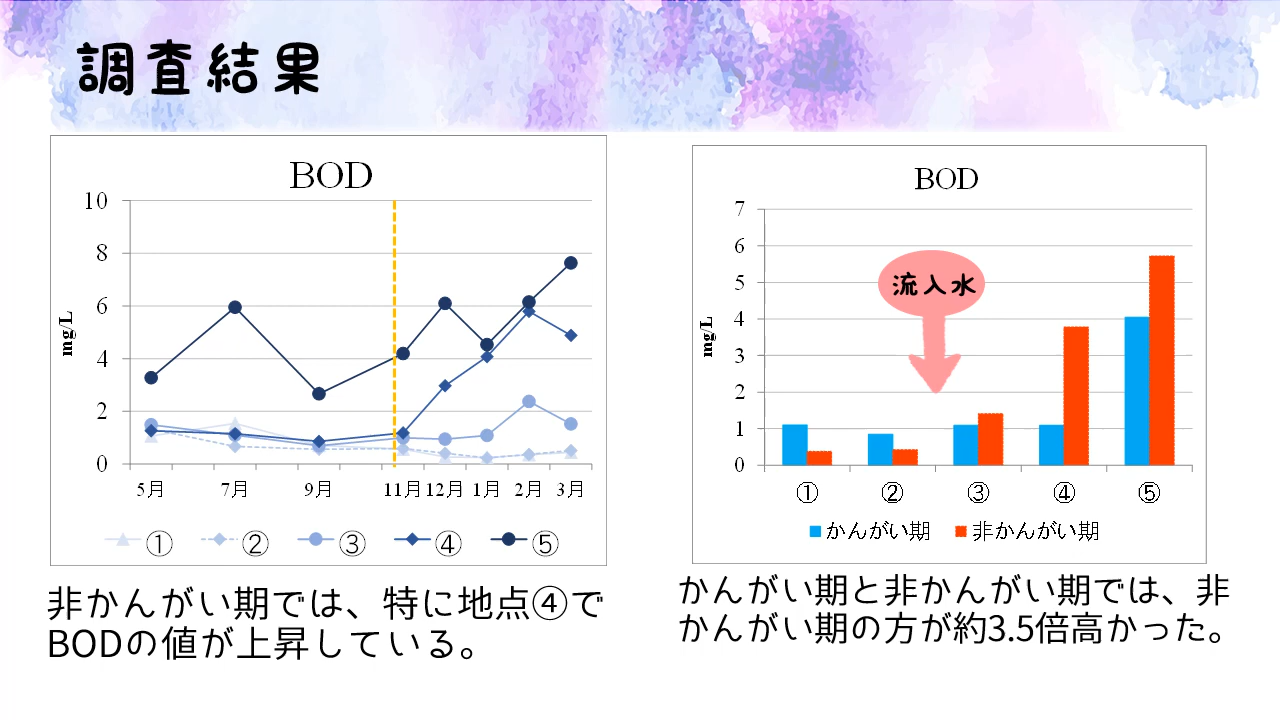 調査結果
BOD
10
8
6
4
2
0
mg/L
5月 7月 9月 11月 12月 1月 2月 3月
① ② ③ ④ ⑤
非かんがい期では、特に地点④で
BODの値が上昇している。
BOD
7
6
5
4
3
2
1
0
mg/L
流入水
① ② ③ ④ ⑤
かんがい期 非かんがい期
かんがい期と非かんがい期では、非
かんがい期の方が約3.5倍高かった。